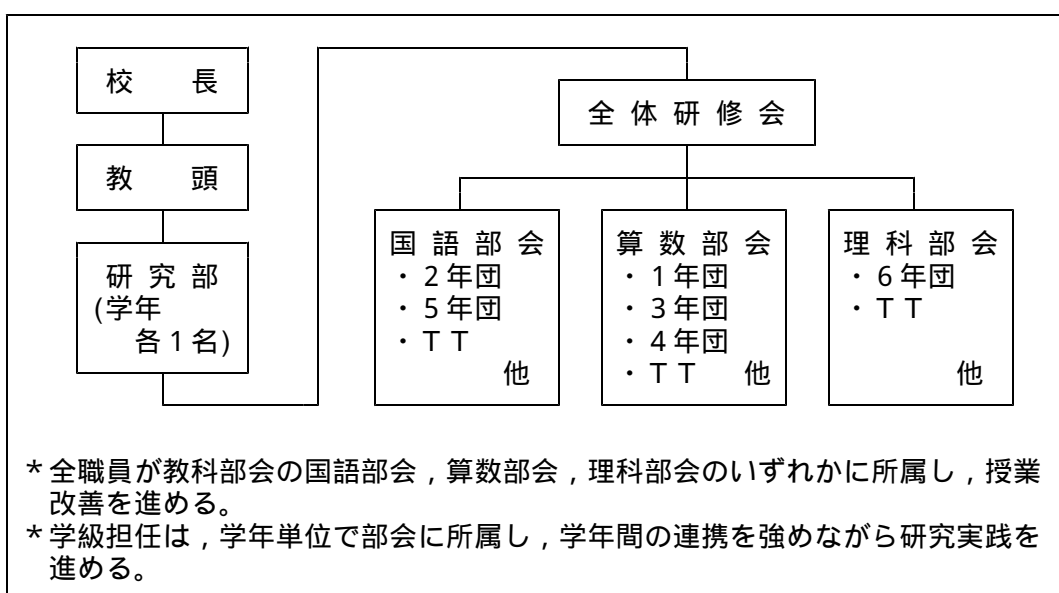 校　長
教　頭
研 究 部
(学年
各１名)
全 体 研 修 会
国 語 部 会
・２年団
・５年団
・ＴＴ
他
算 数 部 会
・１年団
・３年団
・４年団
・ＴＴ　他
理 科 部 会
・６年団
・ＴＴ
他
＊全職員が教科部会の国語部会，算数部会，理科部会のいずれかに所属し，授業
改善を進める。
＊学級担任は，学年単位で部会に所属し，学年間の連携を強めながら研究実践を
進める。